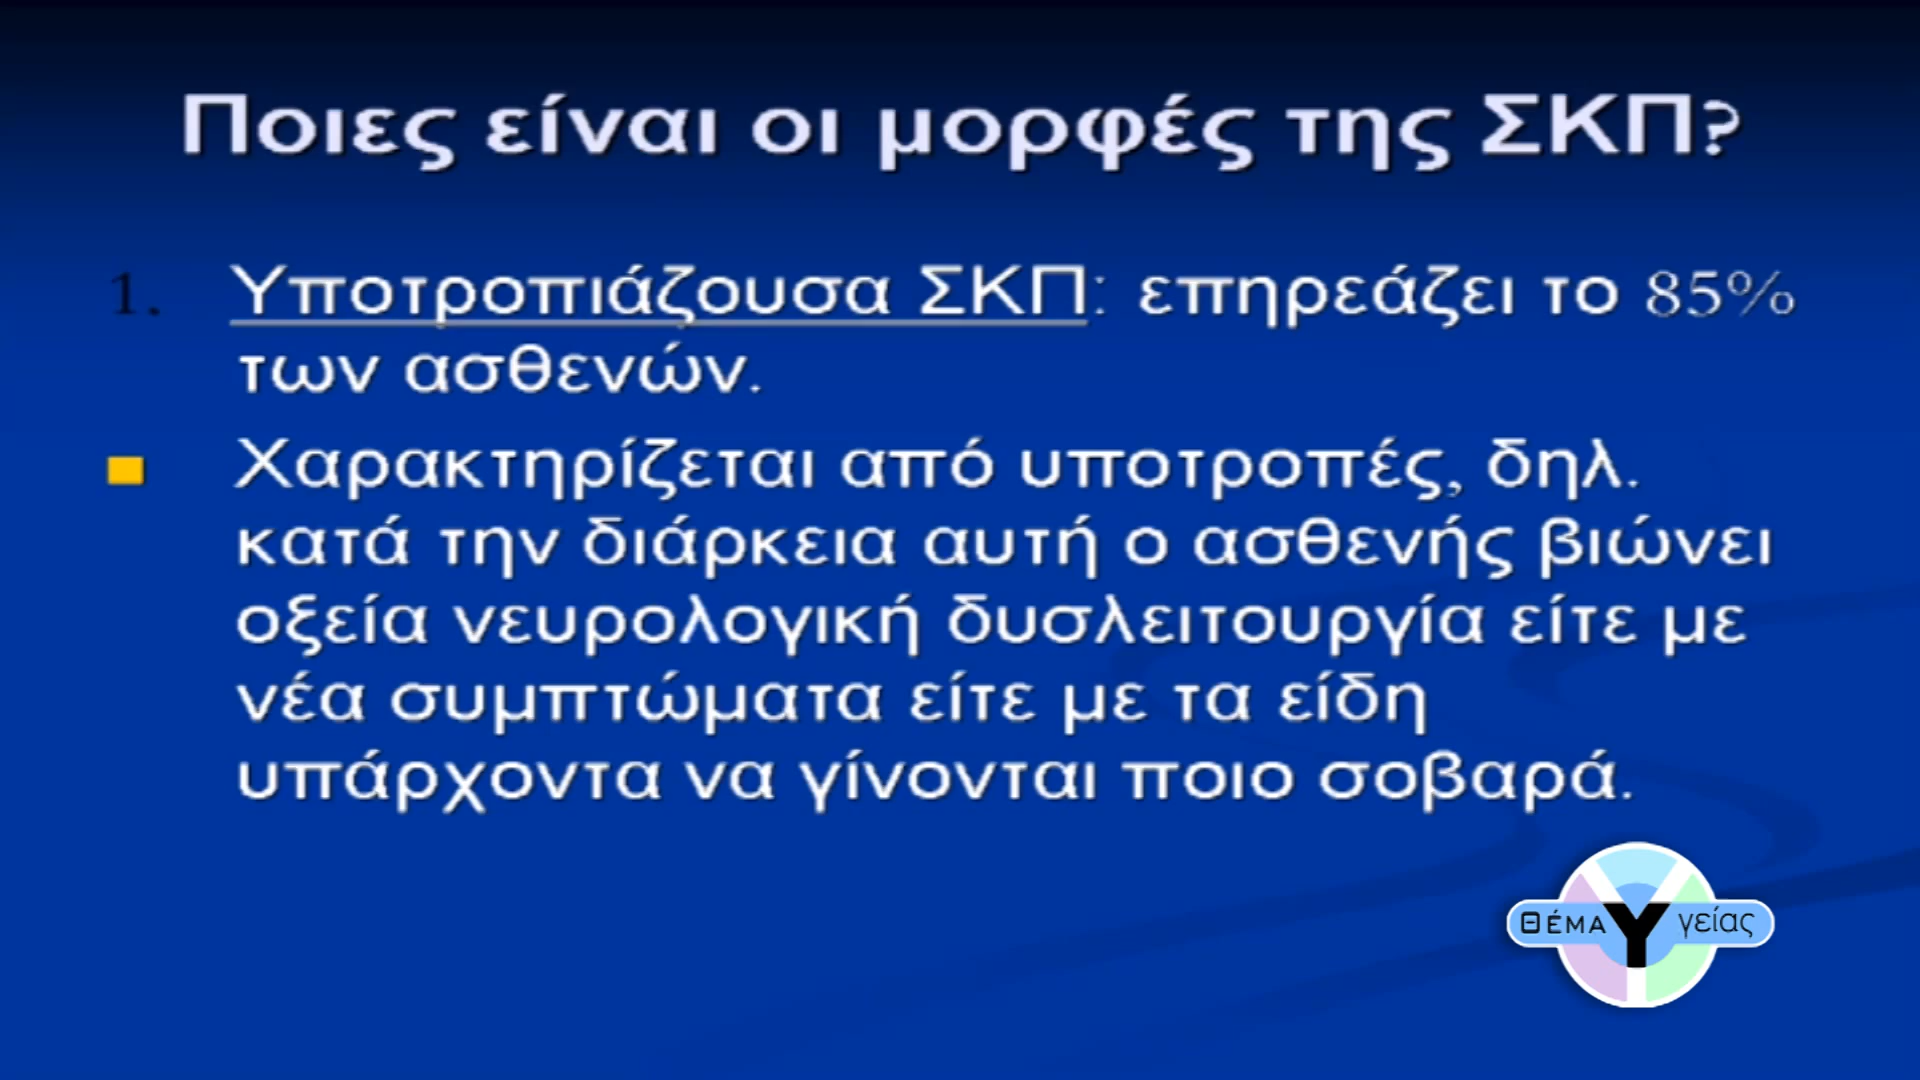 Ποιες είναι οι μορφές της ΣΚΠ?
1. Υποτροπιάζουσα ΣΚΠ: επηρεάζει το 85%
των ασθενών.
Χαρακτηρίζεται από υποτροπές, δηλ.
κατά την διάρκεια αυτή ο ασθενής βιώνει
οξεία νευρολογική δυσλειτουργία είτε με
νέα συμπτώματα είτε με τα είδη
υπάρχοντα να γίνονται ποιο σοβαρά.
ΘέμΑ Υγείας